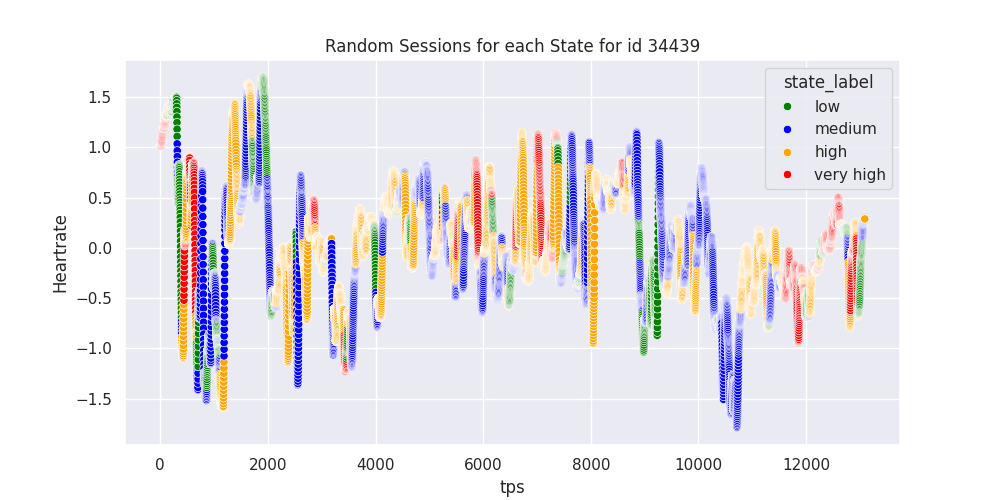 Random Sessions for each State for id 34439
Heartrate
1.5
1.0
0.5
0.0
−0.5
−1.0
−1.5
state_label
low
medium
high
very high
0 2000 4000 6000 8000 10000 12000
tps